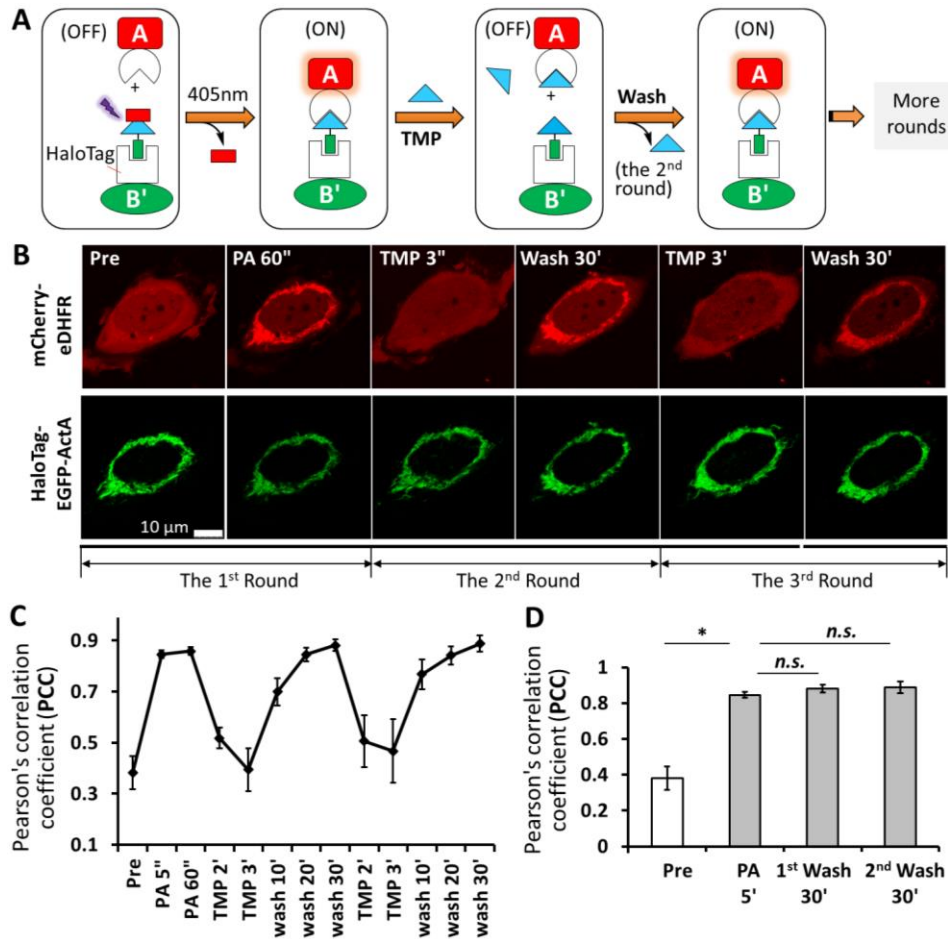 A
(OFF)
A
+
HaloTag
B'
405nm
(ON)
A
B'
TMP
(OFF)
A
+
B'
Wash
(the 2nd
round)
(ON)
A
B'
More
rounds
B
mCherry-
eDHFR
Pre
PA 60"
TMP 3"
Wash 30'
TMP 3'
Wash 30'
HaloTag-
EGFP-ActA
10 µm
The 1st Round
The 2nd Round
The 3rd Round
C
Pearson's correlation
coefficient (PCC)
0.9
0.7
0.5
0.3
0.1
Pre
PA 5"
PA 60"
TMP 2'
TMP 3'
wash 10'
wash 20'
wash 30'
TMP 2'
TMP 3'
wash 10'
wash 20'
wash 30'
D
Pearson's correlation
coefficient (PCC)
*
n.s.
n.s.
1
0.8
0.6
0.4
0.2
0
Pre
PA
5'
1st Wash
30'
2nd Wash
30'